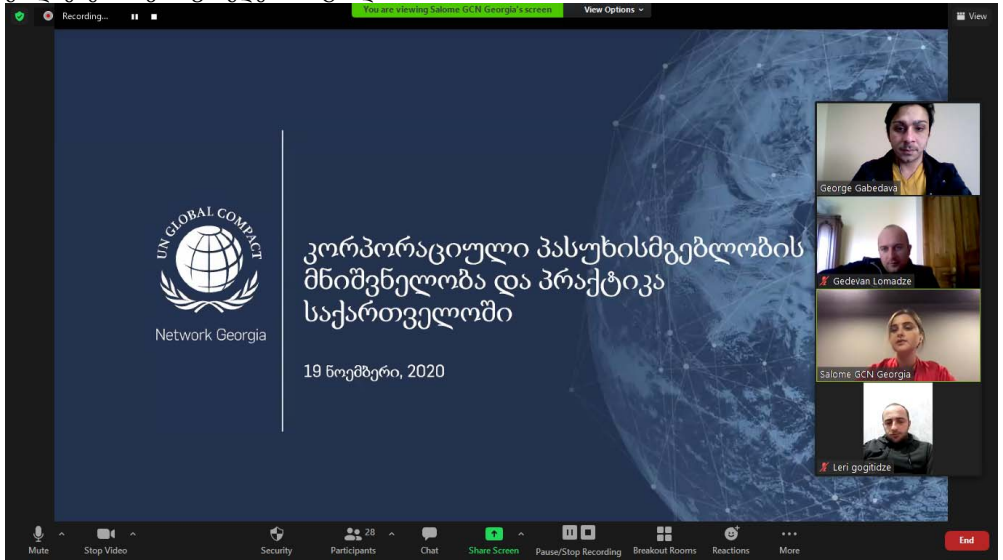 Recording...
You are viewing Salome GCN Georgia's screen
View Options
View
UN GLOBAL COMPACT
Network Georgia
კორპორაციული პასუხისმგებლობის
მნიშვნელობა და პრაქტიკა
საქართველოში
19 ნოემბერი, 2020
George Gabedava
Gedevan Lomadze
Salome GCN Georgia
Leri gogitidze
Mute
Stop Video
Security
Participants
28
Chat
Share Screen
Pause/Stop Recording
Breakout Rooms
Reactions
More
End